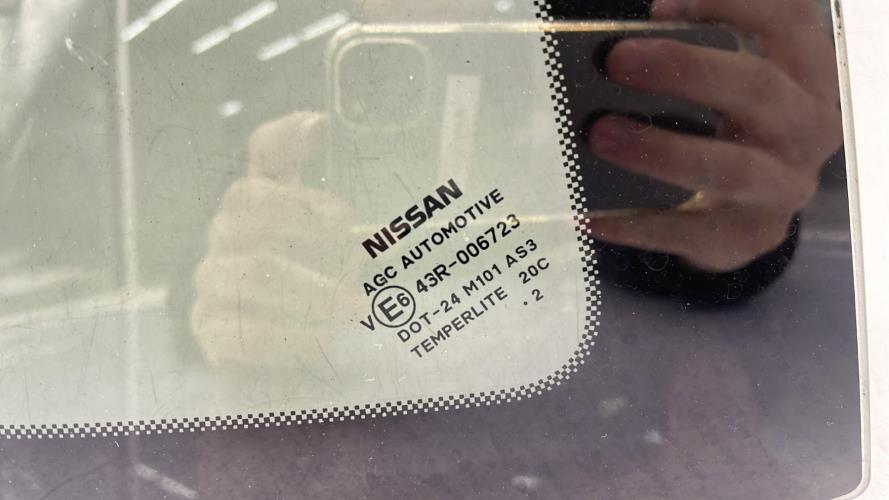 NISSAN
AGC AUTOMOTIVE
V E6 43R-006723
DOT-24 M101 AS3
TEMPERLITE 20C
. 2